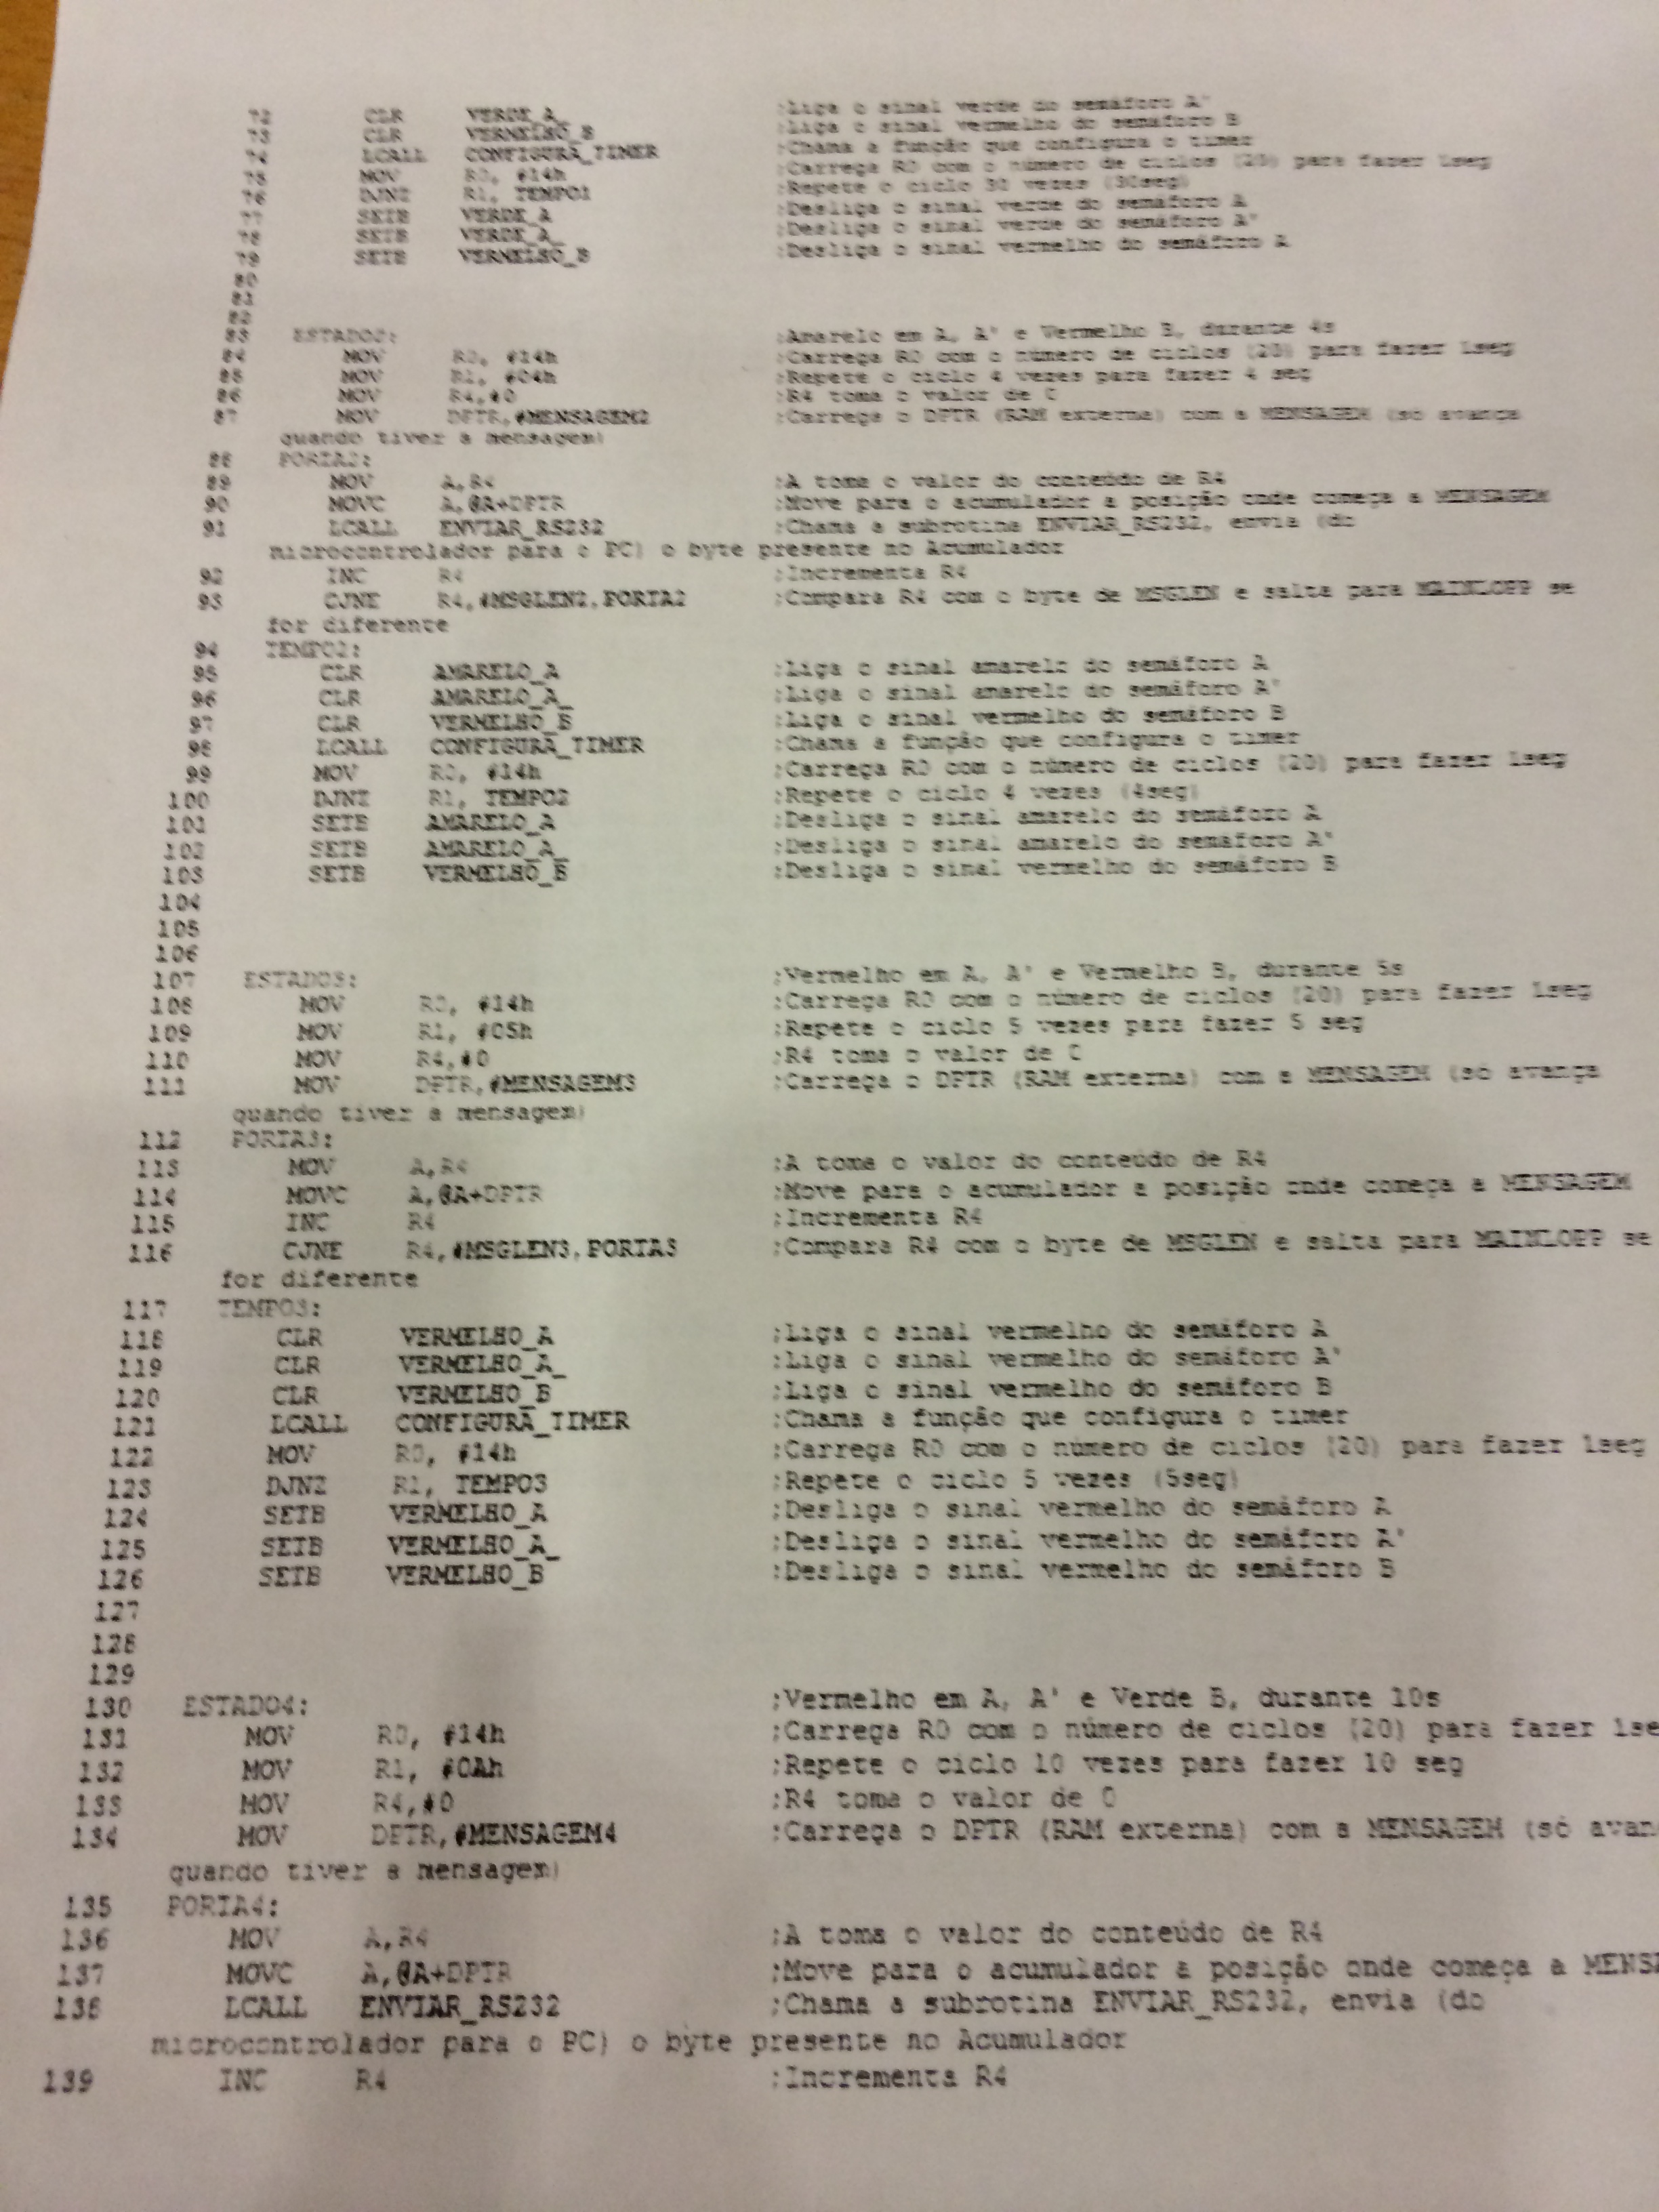 72 CLR VERDE_A_ ;Liga o sinal verde do semáforo A'
73 CLR VERMELHO_B ;Liga o sinal vermelho do semáforo B
74 LCALL CONFIGURA_TIMER ;Chama a função que configura o timer
75 MOV R0, #14h ;Carrega R0 com o número de ciclos (20) para fazer 1seg
76 DJNZ R1, TEMPO1 ;Repete o ciclo 30 vezes (30seg)
77 SETB VERDE_A ;Desliga o sinal verde do semáforo A
78 SETB VERDE_A_ ;Desliga o sinal verde do semáforo A'
79 SETB VERMELHO_B ;Desliga o sinal vermelho do semáforo A
80
81
82
83 ESTADO2: ;Amarelo em A, A' e Vermelho B, durante 4s
84 MOV R0, #14h ;Carrega R0 com o número de ciclos (20) para fazer 1seg
85 MOV R1, #04h ;Repete o ciclo 4 vezes para fazer 4 seg
86 MOV R4,#0 ;R4 toma o valor de 0
87 MOV DPTR,#MENSAGEM2 ;Carrega o DPTR (RAM externa) com a MENSAGEM (só avança
quando tiver a mensagem)
88 PORTA2:
89 MOV A,R4 ;A toma o valor do conteúdo de R4
90 MOVC A,@A+DPTR ;Move para o acumulador a posição onde começa a MENSAGEM
91 LCALL ENVIAR_RS232 ;Chama a subrotina ENVIAR_RS232, envia (do
microcontrolador para o PC) o byte presente no Acumulador
92 INC R4 ;Incrementa R4
93 CJNE R4,#MSGLEN2,PORTA2 ;Compara R4 com o byte de MSGLEN e salta para MAINLOPP se
for diferente
94 TEMPO2:
95 CLR AMARELO_A ;Liga o sinal amarelo do semáforo A
96 CLR AMARELO_A_ ;Liga o sinal amarelo do semáforo A'
97 CLR VERMELHO_B ;Liga o sinal vermelho do semáforo B
98 LCALL CONFIGURA_TIMER ;Chama a função que configura o timer
99 MOV R0, #14h ;Carrega R0 com o número de ciclos (20) para fazer 1seg
100 DJNZ R1, TEMPO2 ;Repete o ciclo 4 vezes (4seg)
101 SETB AMARELO_A ;Desliga o sinal amarelo do semáforo A
102 SETB AMARELO_A_ ;Desliga o sinal amarelo do semáforo A'
103 SETB VERMELHO_B ;Desliga o sinal vermelho do semáforo B
104
105
106
107 ESTADO3: ;Vermelho em A, A' e Vermelho B, durante 5s
108 MOV R0, #14h ;Carrega R0 com o número de ciclos (20) para fazer 1seg
109 MOV R1, #05h ;Repete o ciclo 5 vezes para fazer 5 seg
110 MOV R4,#0 ;R4 toma o valor de 0
111 MOV DPTR,#MENSAGEM3 ;Carrega o DPTR (RAM externa) com a MENSAGEM (só avança
quando tiver a mensagem)
112 PORTA3:
113 MOV A,R4 ;A toma o valor do conteúdo de R4
114 MOVC A,@A+DPTR ;Move para o acumulador a posição onde começa a MENSAGEM
115 INC R4 ;Incrementa R4
116 CJNE R4,#MSGLEN3,PORTA3 ;Compara R4 com o byte de MSGLEN e salta para MAINLOPP se
for diferente
117 TEMPO3:
118 CLR VERMELHO_A ;Liga o sinal vermelho do semáforo A
119 CLR VERMELHO_A_ ;Liga o sinal vermelho do semáforo A'
120 CLR VERMELHO_B ;Liga o sinal vermelho do semáforo B
121 LCALL CONFIGURA_TIMER ;Chama a função que configura o timer
122 MOV R0, #14h ;Carrega R0 com o número de ciclos (20) para fazer 1seg
123 DJNZ R1, TEMPO3 ;Repete o ciclo 5 vezes (5seg)
124 SETB VERMELHO_A ;Desliga o sinal vermelho do semáforo A
125 SETB VERMELHO_A_ ;Desliga o sinal vermelho do semáforo A'
126 SETB VERMELHO_B ;Desliga o sinal vermelho do semáforo B
127
128
129
130 ESTADO4: ;Vermelho em A, A' e Verde B, durante 10s
131 MOV R0, #14h ;Carrega R0 com o número de ciclos (20) para fazer 1se
132 MOV R1, #0Ah ;Repete o ciclo 10 vezes para fazer 10 seg
133 MOV R4,#0 ;R4 toma o valor de 0
134 MOV DPTR,#MENSAGEM4 ;Carrega o DPTR (RAM externa) com a MENSAGEM (só avan
quando tiver a mensagem)
135 PORTA4:
136 MOV A,R4 ;A toma o valor do conteúdo de R4
137 MOVC A,@A+DPTR ;Move para o acumulador a posição onde começa a MENSA
138 LCALL ENVIAR_RS232 ;Chama a subrotina ENVIAR_RS232, envia (do
microcontrolador para o PC) o byte presente no Acumulador
139 INC R4 ;Incrementa R4